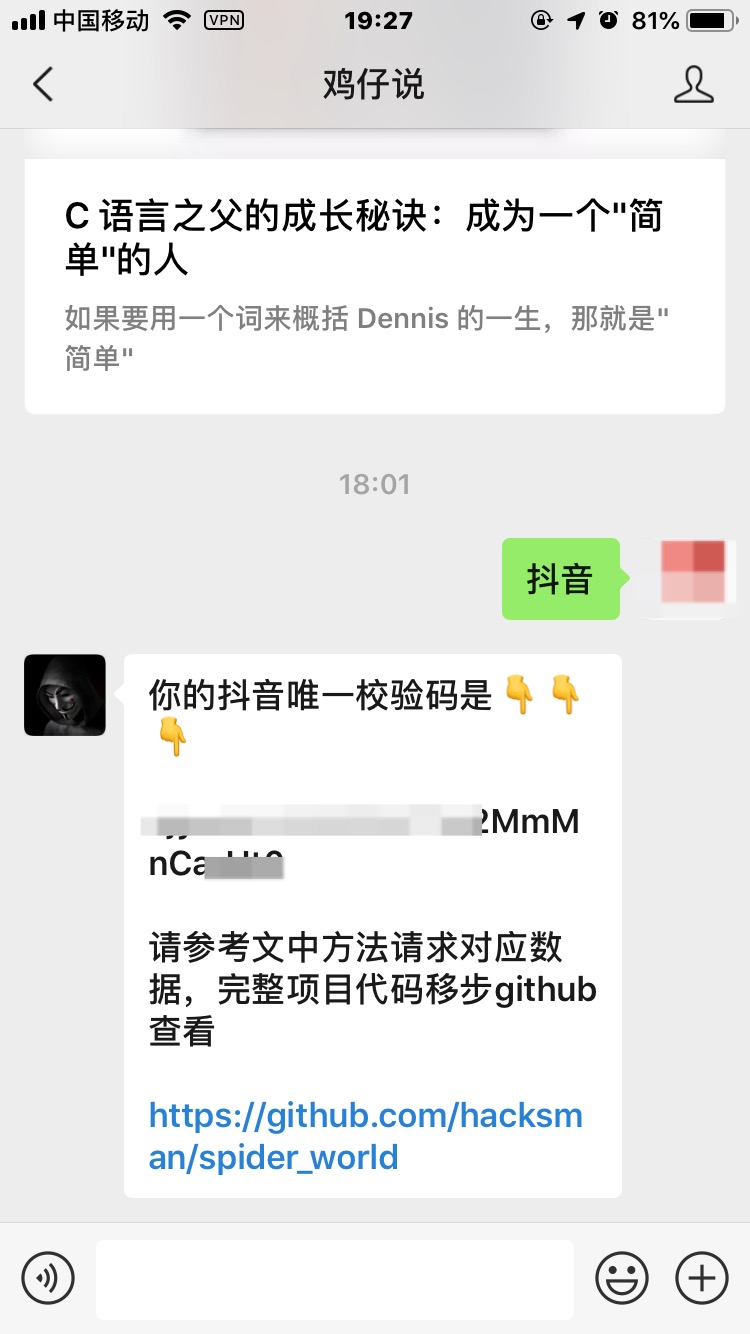 中国移动 VPN 19:27 81%
鸡仔说
C 语言之父的成长秘诀：成为一个"简
单"的人
如果要用一个词来概括 Dennis 的一生，那就是"
简单"
18:01
抖音
你的抖音唯一校验码是👇👇
👇
2MmM
nCa
请参考文中方法请求对应数
据，完整项目代码移步github
查看
https://github.com/hacksm
an/spider_world